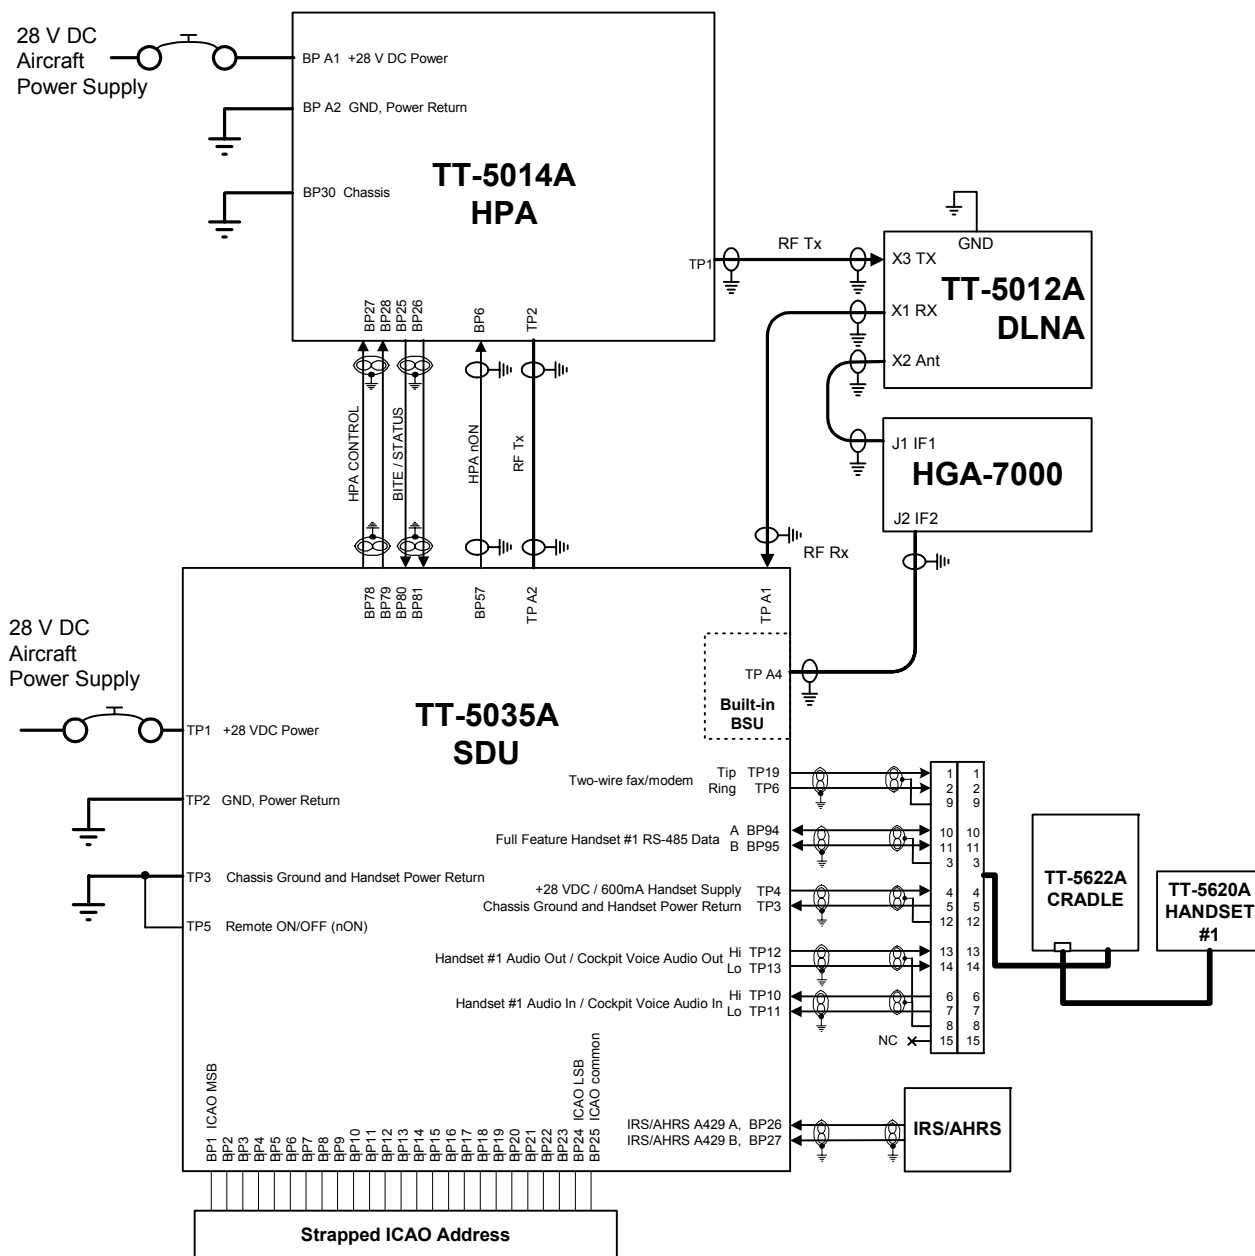 28 V DC
Aircraft
Power Supply
BP A1 +28 V DC Power
BP A2 GND, Power Return
BP30 Chassis
TT-5014A
HPA
TP1
RF Tx
BP27
BP28
BP25
BP26
BP6
TP2
GND
X3 TX
TT-5012A
DLNA
X1 RX
X2 Ant
J1 IF1
HGA-7000
J2 IF2
HPA CONTROL
BITE / STATUS
HPA nON
RF Tx
RF Rx
BP78
BP79
BP80
BP81
BP57
TP A2
TP A1
28 V DC
Aircraft
Power Supply
TP A4
Built-in
BSU
TT-5035A
SDU
TP1 +28 VDC Power
TP2 GND, Power Return
TP3 Chassis Ground and Handset Power Return
TP5 Remote ON/OFF (nON)
Two-wire fax/modem
Tip TP19 1 1
Ring TP6 2 2
9 9
Full Feature Handset #1 RS-485 Data
A BP94 10 10
B BP95 11 11
3 3
+28 VDC / 600mA Handset Supply TP4 4 4
Chassis Ground and Handset Power Return TP3 5 5
12 12
Handset #1 Audio Out / Cockpit Voice Audio Out
Hi TP12 13 13
Lo TP13 14 14
Handset #1 Audio In / Cockpit Voice Audio In
Hi TP10 6 6
Lo TP11 7 7
8 8
NC 15 15
TT-5622A
CRADLE
TT-5620A
HANDSET
#1
IRS/AHRS A429 A, BP26
IRS/AHRS A429 B, BP27
IRS/AHRS
BP1 ICAO MSB
BP2
BP3
BP4
BP5
BP6
BP7
BP8
BP9
BP10
BP11
BP12
BP13
BP14
BP15
BP16
BP17
BP18
BP19
BP20
BP21
BP22
BP23
BP24 ICAO LSB
BP25 ICAO common
Strapped ICAO Address